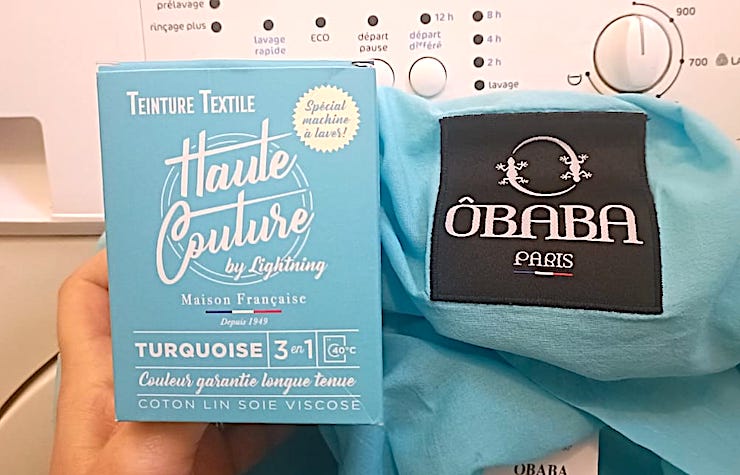 prélavage
rinçage plus
lavage
rapide
ECO
départ
pause
départ
différé
12 h
8 h
4 h
2 h
lavage
900
700
TEINTURE TEXTILE
Spécial
machine
à laver!
Haute
Couture
by Lightning
Maison Française
Depuis 1949
TURQUOISE 3 en 1 40°C
Couleur garantie longue tenue
COTON LIN SOIE VISCOSE
ÔBABA
PARIS
OBABA